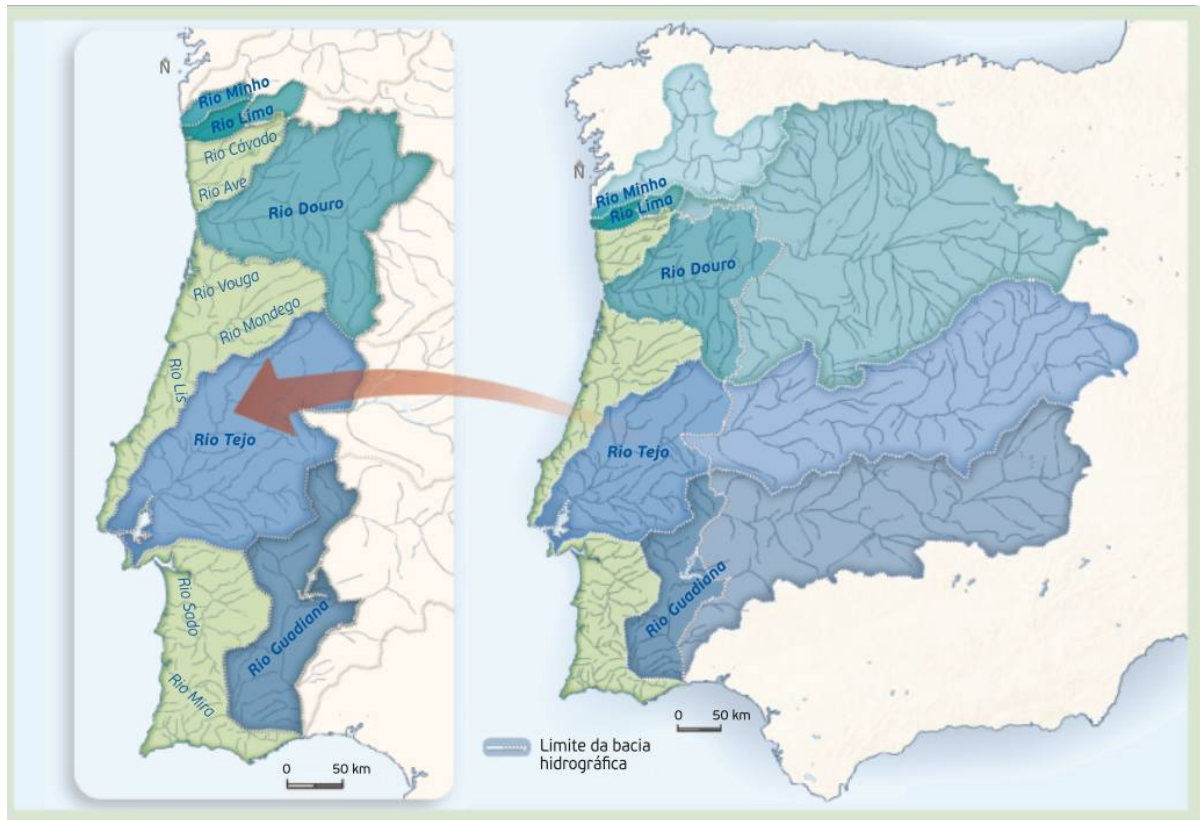 N
Rio Minho
Rio Lima
Rio Cávado
Rio Ave
Rio Douro
Rio Vouga
Rio Mondego
Rio Lis
Rio Tejo
Rio Sado
Rio Guadiana
Rio Mira
0 50 km
N
Rio Minho
Rio Lima
Rio Douro
Rio Tejo
Rio Guadiana
0 50 km
Limite da bacia
hidrográfica